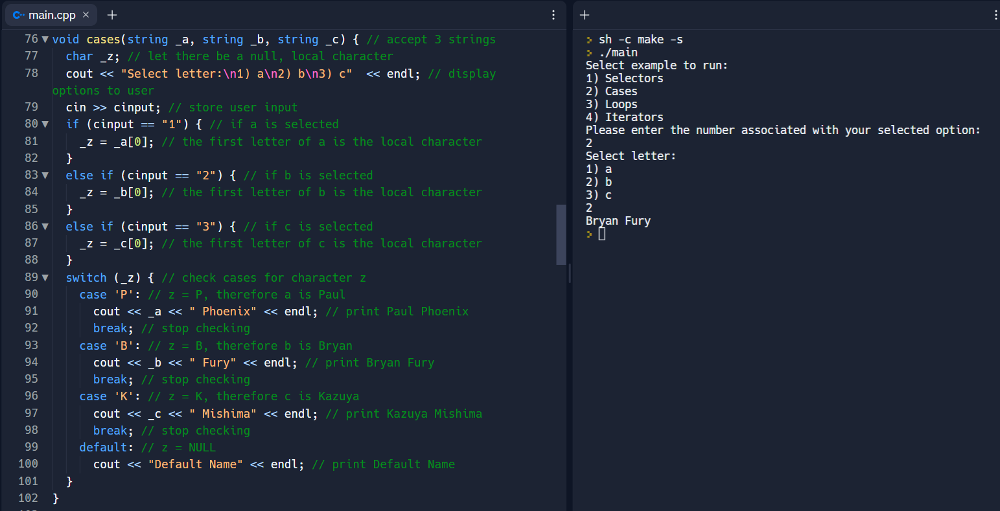 main.cpp
76 void cases(string _a, string _b, string _c) { // accept 3 strings
77 char _z; // let there be a null, local character
78 cout << "Select letter:\n1) a\n2) b\n3) c"  << endl; // display
options to user
79 cin >> cinput; // store user input
80 if (cinput == "1") { // if a is selected
81 _z = _a[0]; // the first letter of a is the local character
82 }
83 else if (cinput == "2") { // if b is selected
84 _z = _b[0]; // the first letter of b is the local character
85 }
86 else if (cinput == "3") { // if c is selected
87 _z = _c[0]; // the first letter of c is the local character
88 }
89 switch (_z) { // check cases for character z
90 case 'P': // z = P, therefore a is Paul
91 cout << _a << " Phoenix" << endl; // print Paul Phoenix
92 break; // stop checking
93 case 'B': // z = B, therefore b is Bryan
94 cout << _b << " Fury" << endl; // print Bryan Fury
95 break; // stop checking
96 case 'K': // z = K, therefore c is Kazuya
97 cout << _c << " Mishima" << endl; // print Kazuya Mishima
98 break; // stop checking
99 default: // z = NULL
100 cout << "Default Name" << endl; // print Default Name
101 }
102 }
sh -c make -s
./main
Select example to run:
1) Selectors
2) Cases
3) Loops
4) Iterators
Please enter the number associated with your selected option:
2
Select letter:
1) a
2) b
3) c
2
Bryan Fury